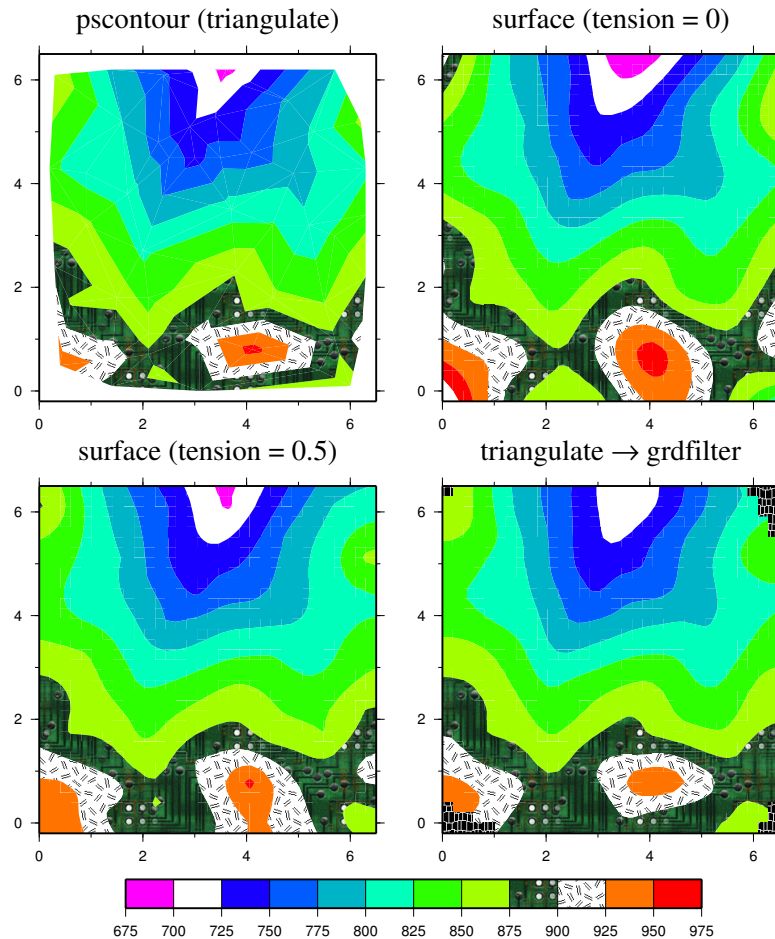 pscontour (triangulate)
surface (tension = 0)
6
4
2
0
0 2 4 6
6
4
2
0
0 2 4 6
surface (tension = 0.5)
triangulate → grdfilter
6
4
2
0
0 2 4 6
6
4
2
0
0 2 4 6
675 700 725 750 775 800 825 850 875 900 925 950 975